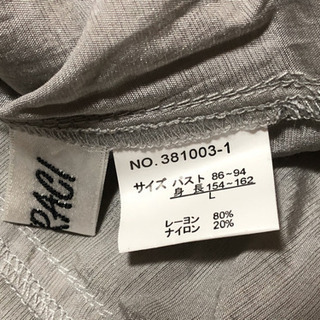 RACI
NO.381003-1
サイズ バスト 86~94
身長 154~162
L
レーヨン 80%
ナイロン 20%